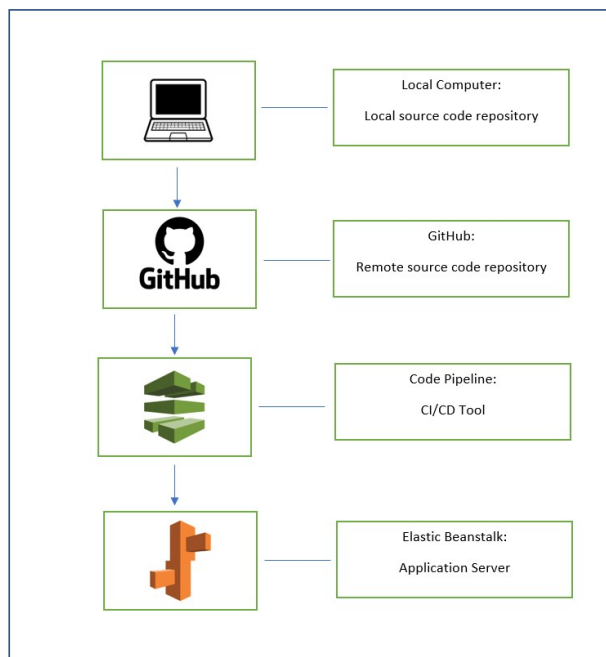 Local Computer:
Local source code repository
GitHub
GitHub:
Remote source code repository
Code Pipeline:
CI/CD Tool
Elastic Beanstalk:
Application Server